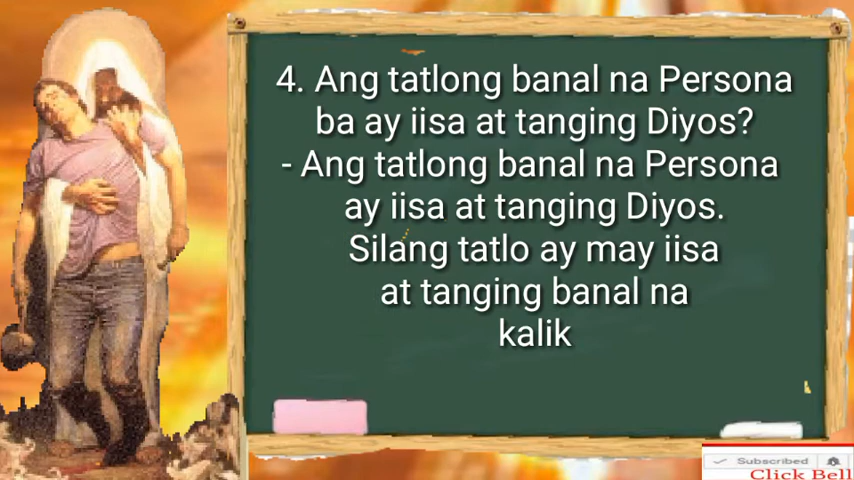 4. Ang tatlong banal na Persona
ba ay iisa at tanging Diyos?
- Ang tatlong banal na Persona
ay iisa at tanging Diyos.
Silang tatlo ay may iisa
at tanging banal na
kalik
Subscribed
Click Bell